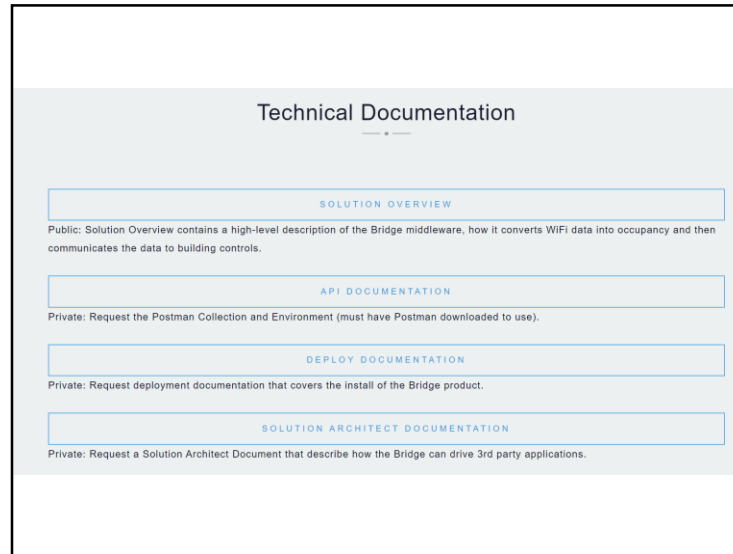 Technical Documentation
SOLUTION OVERVIEW
Public: Solution Overview contains a high-level description of the Bridge middleware, how it converts WiFi data into occupancy and then
communicates the data to building controls.
API DOCUMENTATION
Private: Request the Postman Collection and Environment (must have Postman downloaded to use).
DEPLOY DOCUMENTATION
Private: Request deployment documentation that covers the install of the Bridge product.
SOLUTION ARCHITECT DOCUMENTATION
Private: Request a Solution Architect Document that describe how the Bridge can drive 3rd party applications.